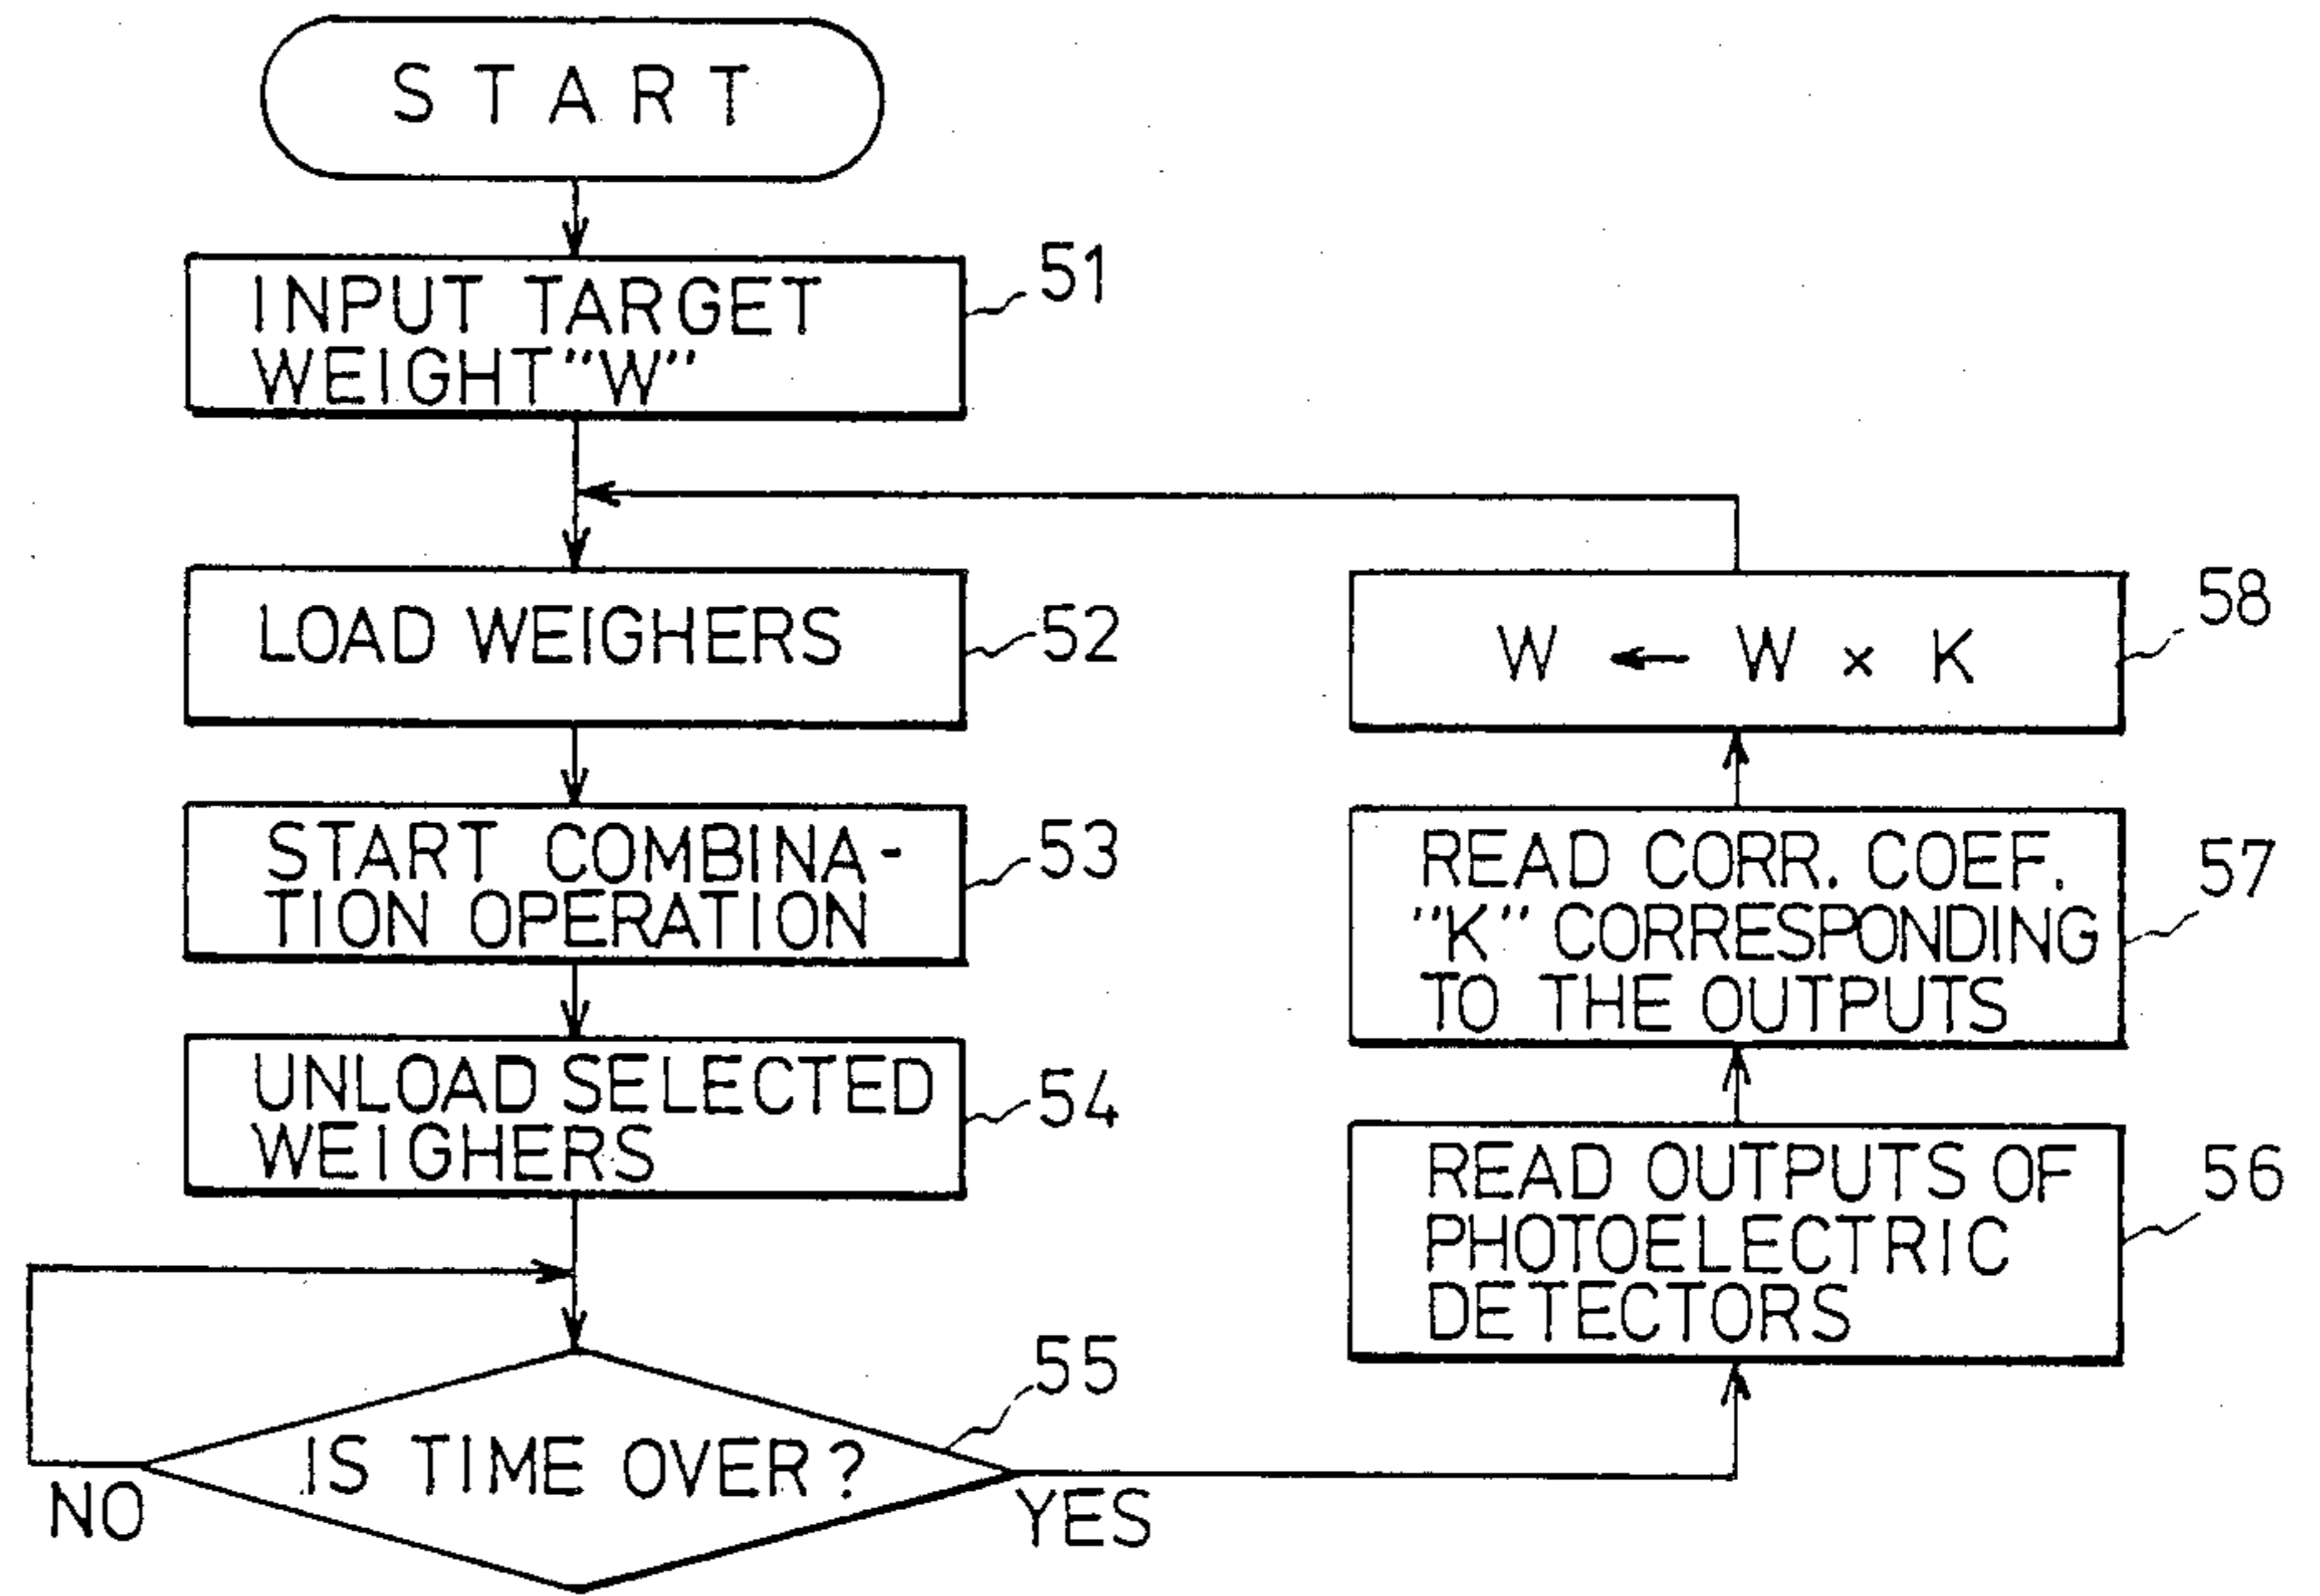 START
INPUT TARGET
WEIGHT "W"
51
LOAD WEIGHERS
52
START COMBINA-
TION OPERATION
53
UNLOAD SELECTED
WEIGHERS
54
IS TIME OVER?
55
NO
YES
READ OUTPUTS OF
PHOTOELECTRIC
DETECTORS
56
READ CORR. COEF.
"K" CORRESPONDING
TO THE OUTPUTS
57
W ← W × K
58